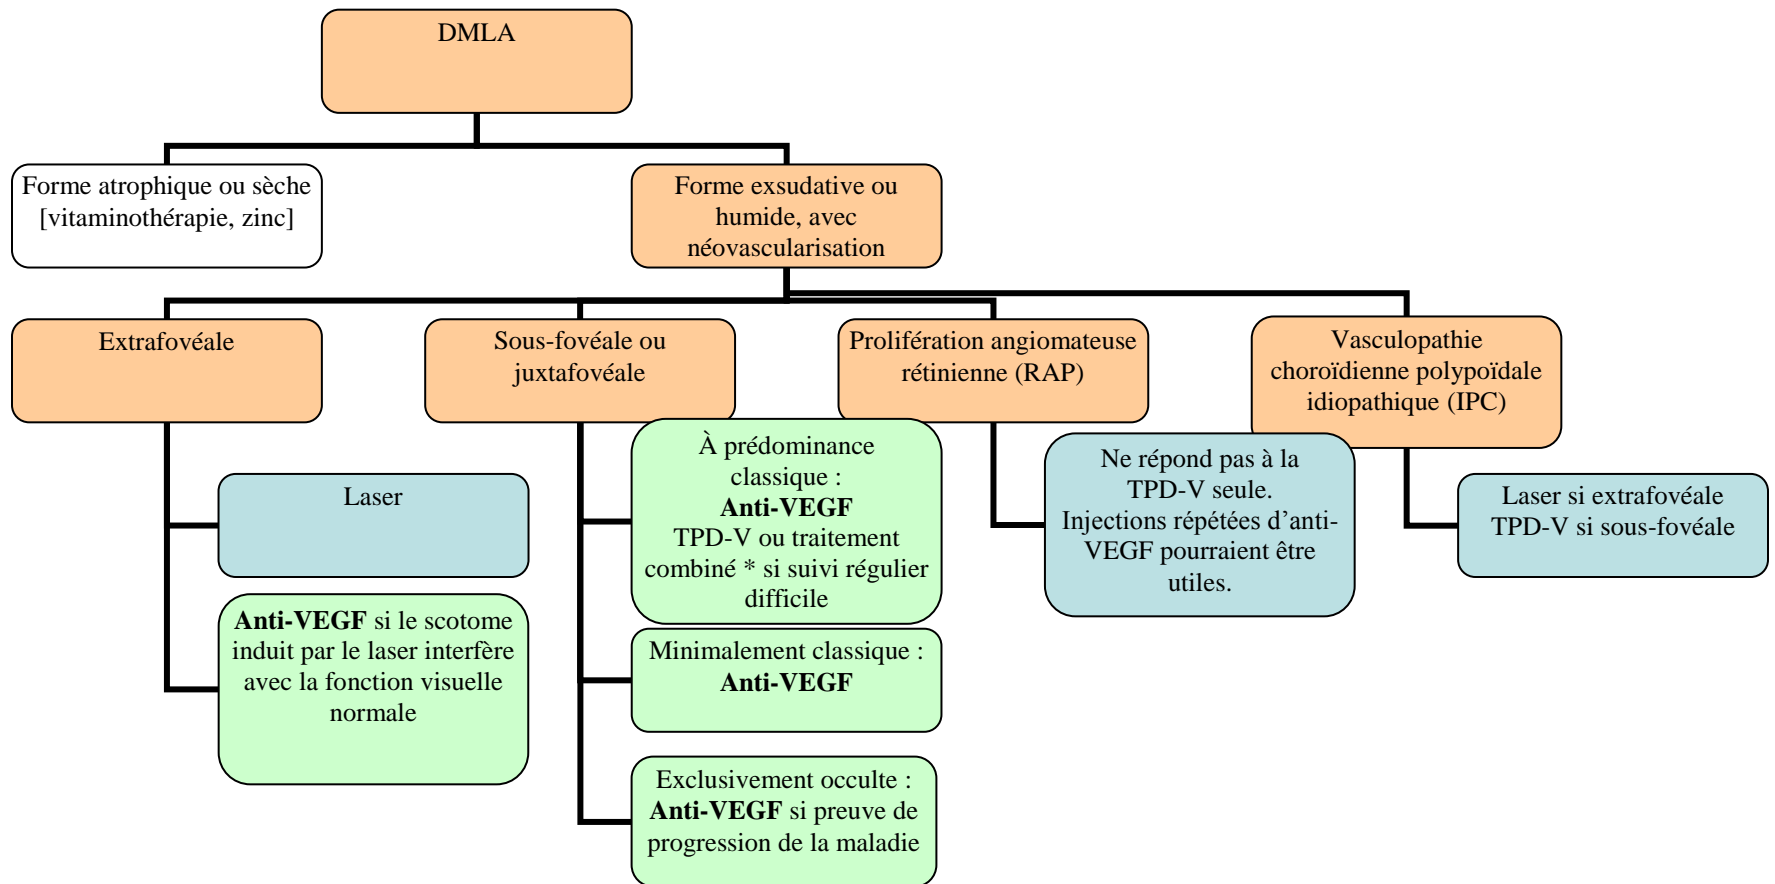 DMLA
Forme atrophique ou sèche
[vitaminothérapie, zinc]
Forme exsudative ou
humide, avec
néovascularisation
Extrafovéale
Sous-fovéale ou
juxtafovéale
Prolifération angiomateuse
rétinienne (RAP)
Vasculopathie
choroïdienne polypoïdale
idiopathique (IPC)
Laser
Anti-VEGF si le scotome
induit par le laser interfère
avec la fonction visuelle
normale
À prédominance
classique :
Anti-VEGF
TPD-V ou traitement
combiné * si suivi régulier
difficile
Minimalement classique :
Anti-VEGF
Exclusivement occulte :
Anti-VEGF si preuve de
progression de la maladie
Ne répond pas à la
TPD-V seule.
Injections répétées d’anti-
VEGF pourraient être
utiles.
Laser si extrafovéale
TPD-V si sous-fovéale